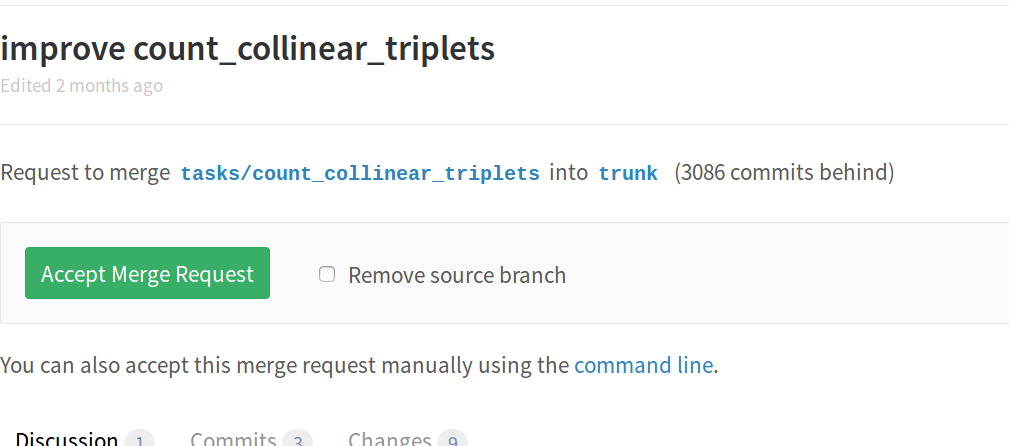 improve count_collinear_triplets
Edited 2 months ago
Request to merge tasks/count_collinear_triplets into trunk (3086 commits behind)
Accept Merge Request Remove source branch
You can also accept this merge request manually using the command line.
Discussion 1 Commits 3 Changes 9